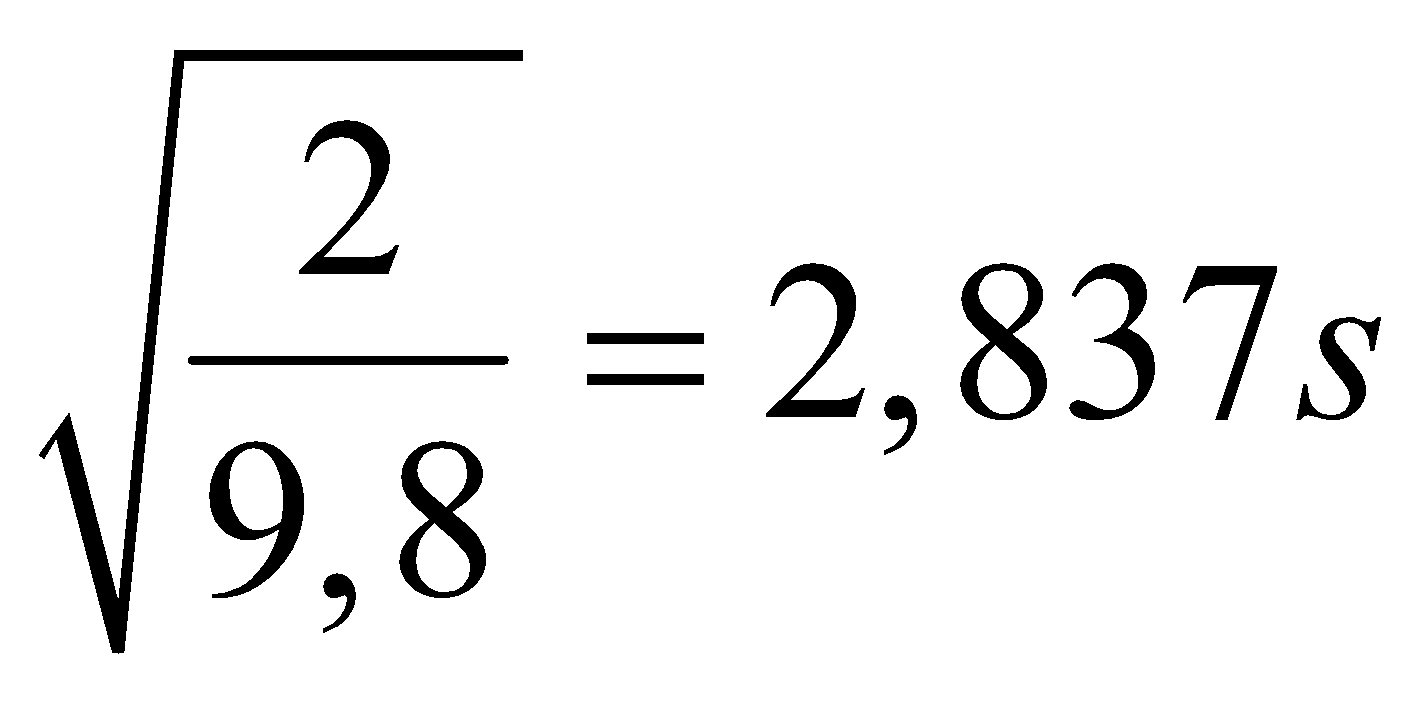 √(2/9,8) = 2,837s